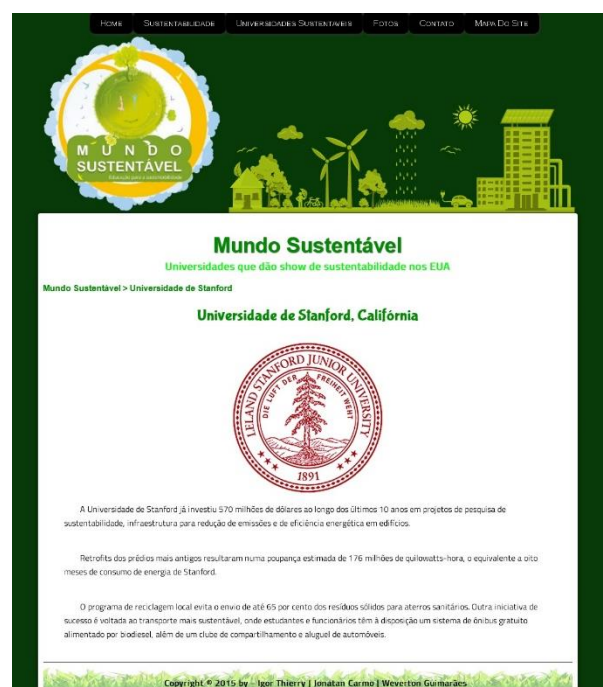 Home Sustentabilidade Universidades Sustentaveis Fotos Contato Mapa Do Site
MUNDO
SUSTENTÁVEL
Educação para a sustentabilidade
Mundo Sustentável
Universidades que dão show de sustentabilidade nos EUA
Mundo Sustentável > Universidade de Stanford
Universidade de Stanford, Califórnia
LELAND STANFORD JUNIOR UNIVERSITY
DIE LUFT DER FREIHEIT WEHT
1891
A Universidade de Stanford já investiu 570 milhões de dólares ao longo dos últimos 10 anos em projetos de pesquisa de
sustentabilidade, infraestrutura para redução de emissões e de eficiência energética em edifícios.
Retrofits dos prédios mais antigos resultaram numa poupança estimada de 176 milhões de quilowatts-hora, o equivalente a oito
meses de consumo de energia de Stanford.
O programa de reciclagem local evita o envio de até 65 por cento dos resíduos sólidos para aterros sanitários. Outra iniciativa de
sucesso é voltada ao transporte mais sustentável, onde estudantes e funcionários têm à disposição um sistema de ônibus gratuito
alimentado por biodiesel, além de um clube de compartilhamento e aluguel de automóveis.
Copyright © 2015 by - Igor Thierry | Jonatan Carmo | Weverton Guimarães